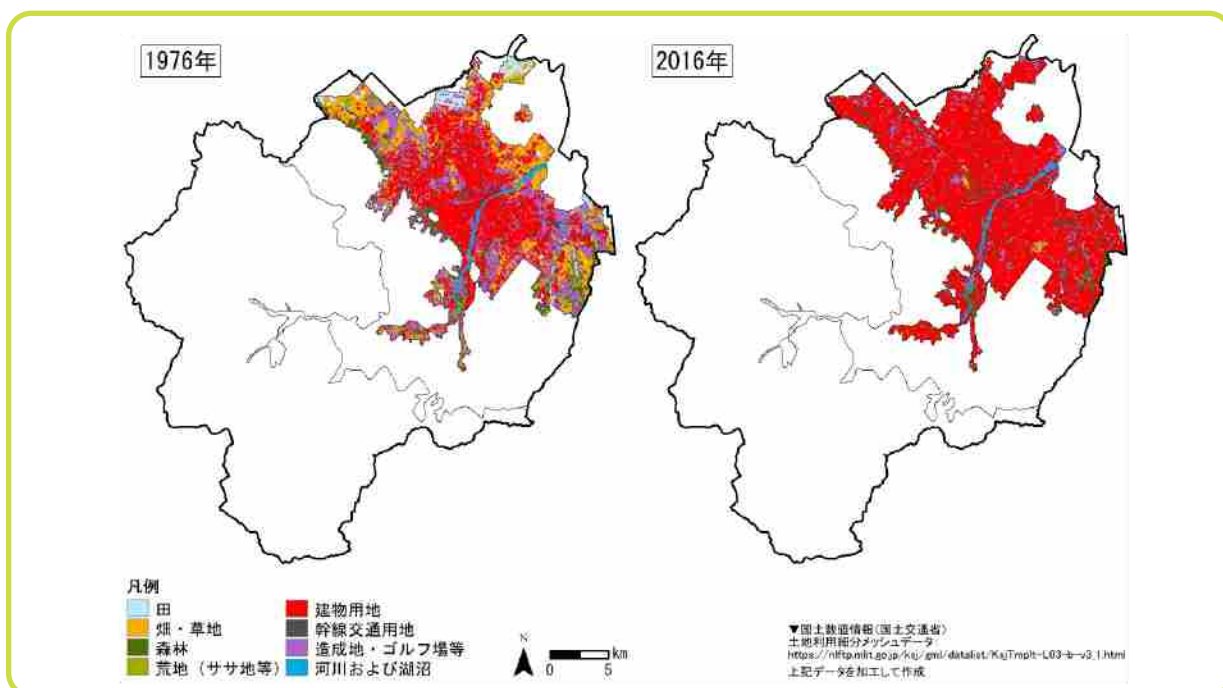 1976年
2016年
凡例
田
畑・草地
森林
荒地（ササ地等）
建物用地
幹線交通用地
造成地・ゴルフ場等
河川および湖沼
N
km
0 5
▼国土数値情報（国土交通省）
土地利用細分メッシュデータ
上記データを加工して作成